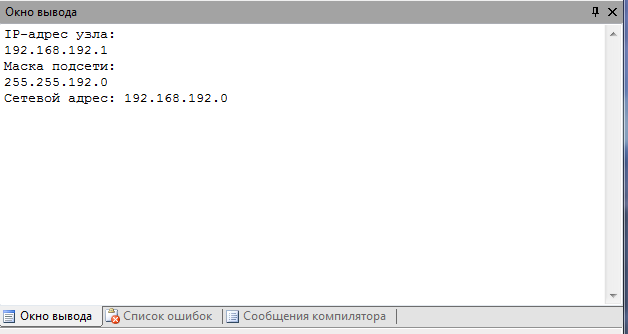 Окно вывода
IP-адрес узла:
192.168.192.1
Маска подсети:
255.255.192.0
Сетевой адрес: 192.168.192.0
Окно вывода Список ошибок Сообщения компилятора